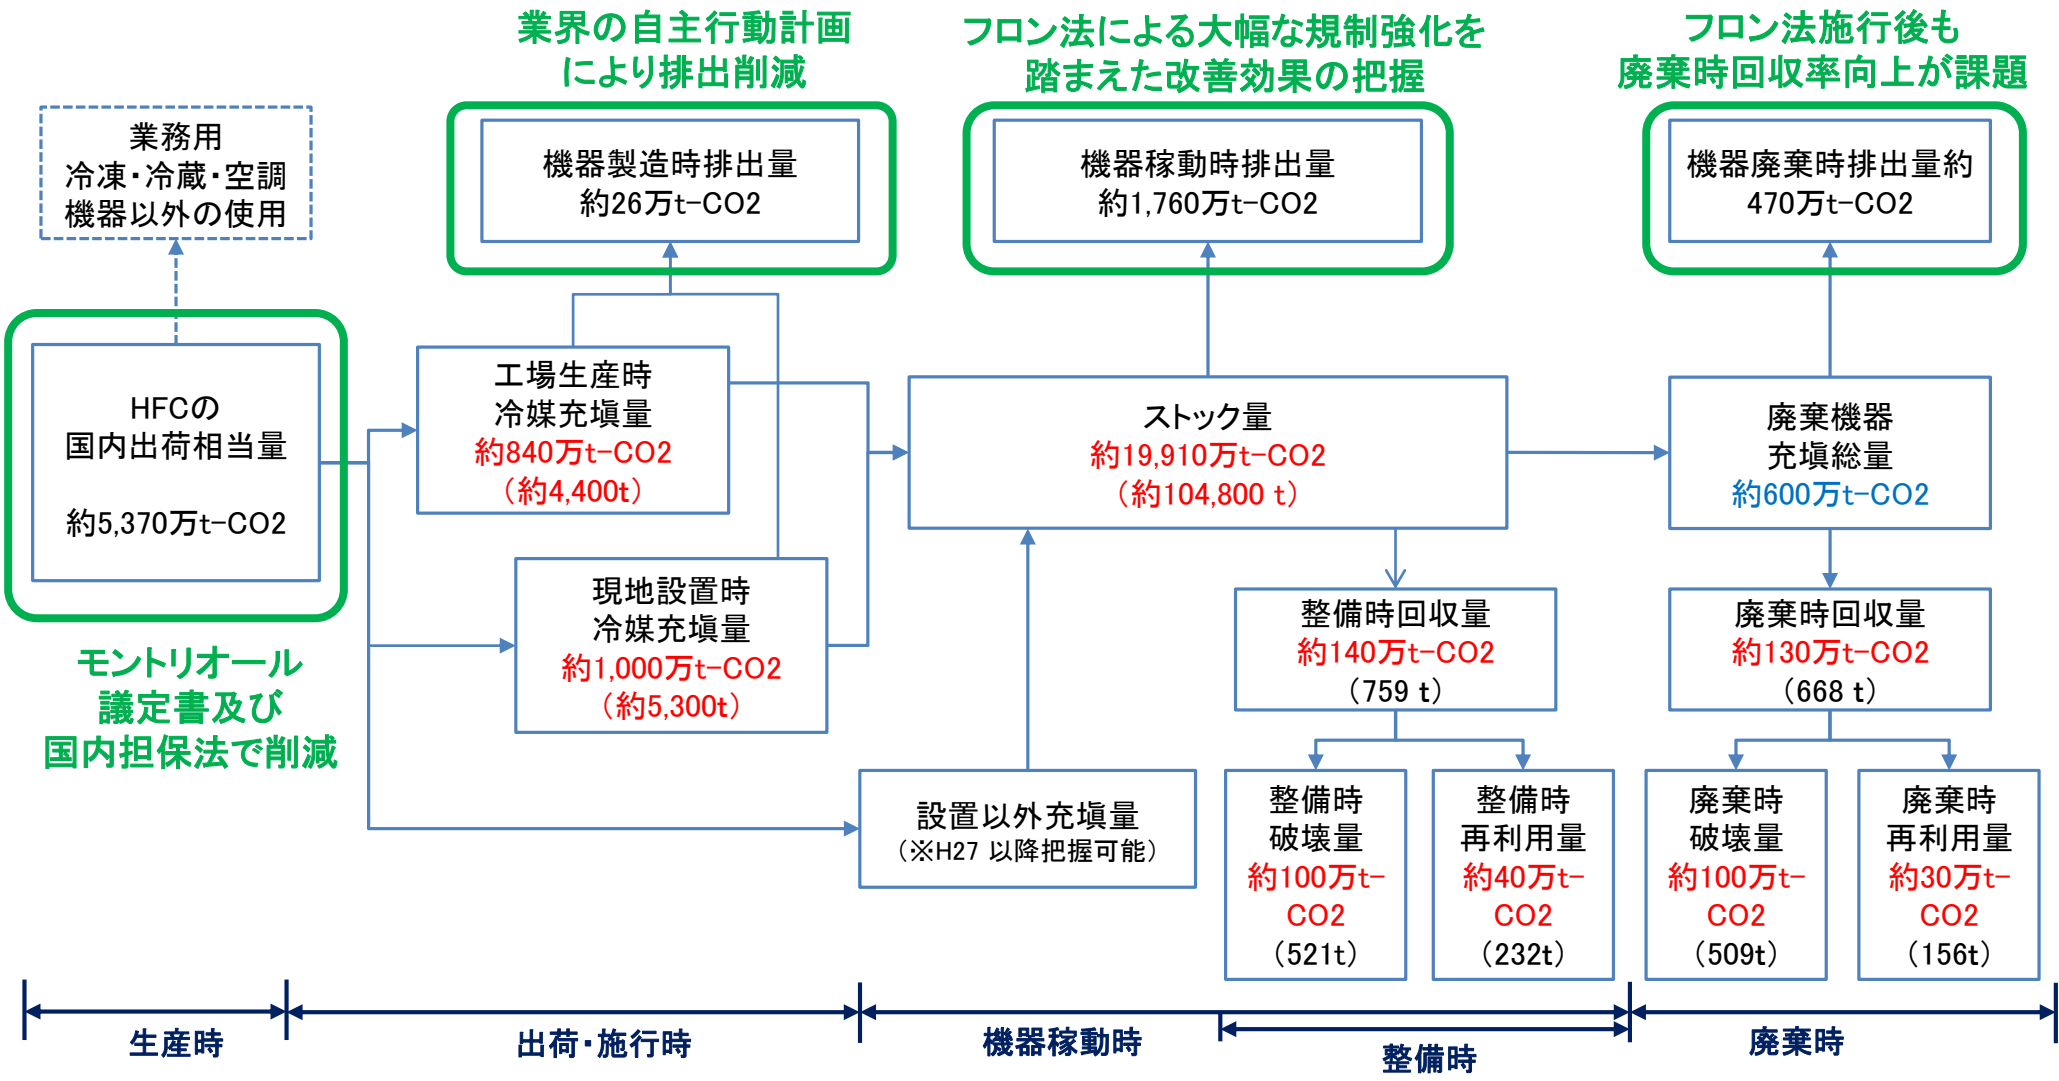 業界の自主行動計画
により排出削減
フロン法による大幅な規制強化を
踏まえた改善効果の把握
フロン法施行後も
廃棄時回収率向上が課題
業務用
冷凍・冷蔵・空調
機器以外の使用
機器製造時排出量
約26万t-CO2
機器稼動時排出量
約1,760万t-CO2
機器廃棄時排出量約
470万t-CO2
HFCの
国内出荷相当量
約5,370万t-CO2
モントリオール
議定書及び
国内担保法で削減
工場生産時
冷媒充塡量
約840万t-CO2
(約4,400t)
現地設置時
冷媒充塡量
約1,000万t-CO2
(約5,300t)
ストック量
約19,910万t-CO2
(約104,800 t)
設置以外充塡量
(※H27 以降把握可能)
廃棄機器
充塡総量
約600万t-CO2
整備時回収量
約140万t-CO2
(759 t)
廃棄時回収量
約130万t-CO2
(668 t)
整備時
破壊量
約100万t-
CO2
(521t)
整備時
再利用量
約40万t-
CO2
(232t)
廃棄時
破壊量
約100万t-
CO2
(509t)
廃棄時
再利用量
約30万t-
CO2
(156t)
生産時
出荷・施行時
機器稼動時
整備時
廃棄時